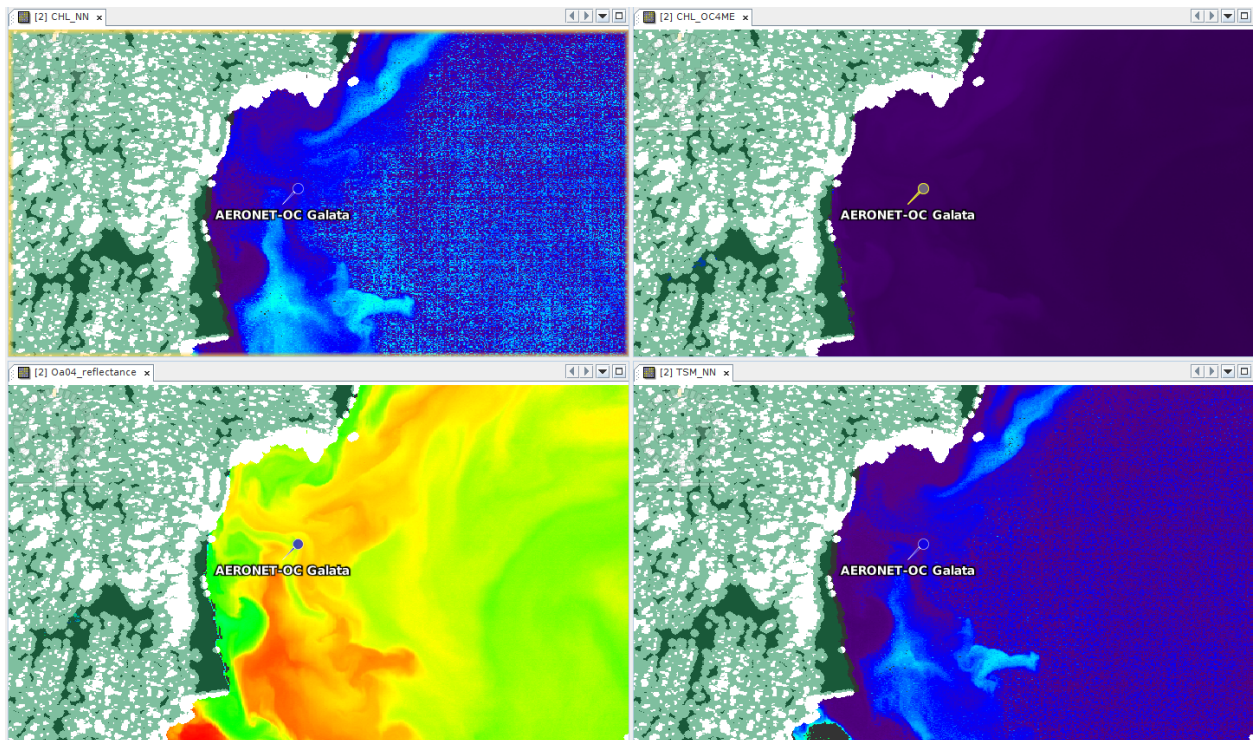 [2] CHL_NN
[2] CHL_OC4ME
AERONET-OC Galata
AERONET-OC Galata
[2] Oa04_reflectance
[2] TSM_NN
AERONET-OC Galata
AERONET-OC Galata